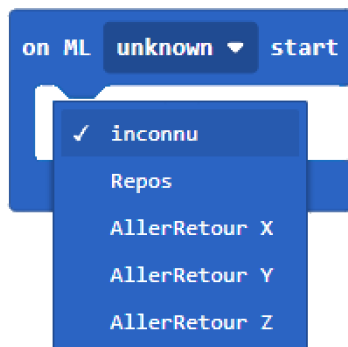 on ML unknown start
✓ inconnu
Repos
AllerRetour X
AllerRetour Y
AllerRetour Z